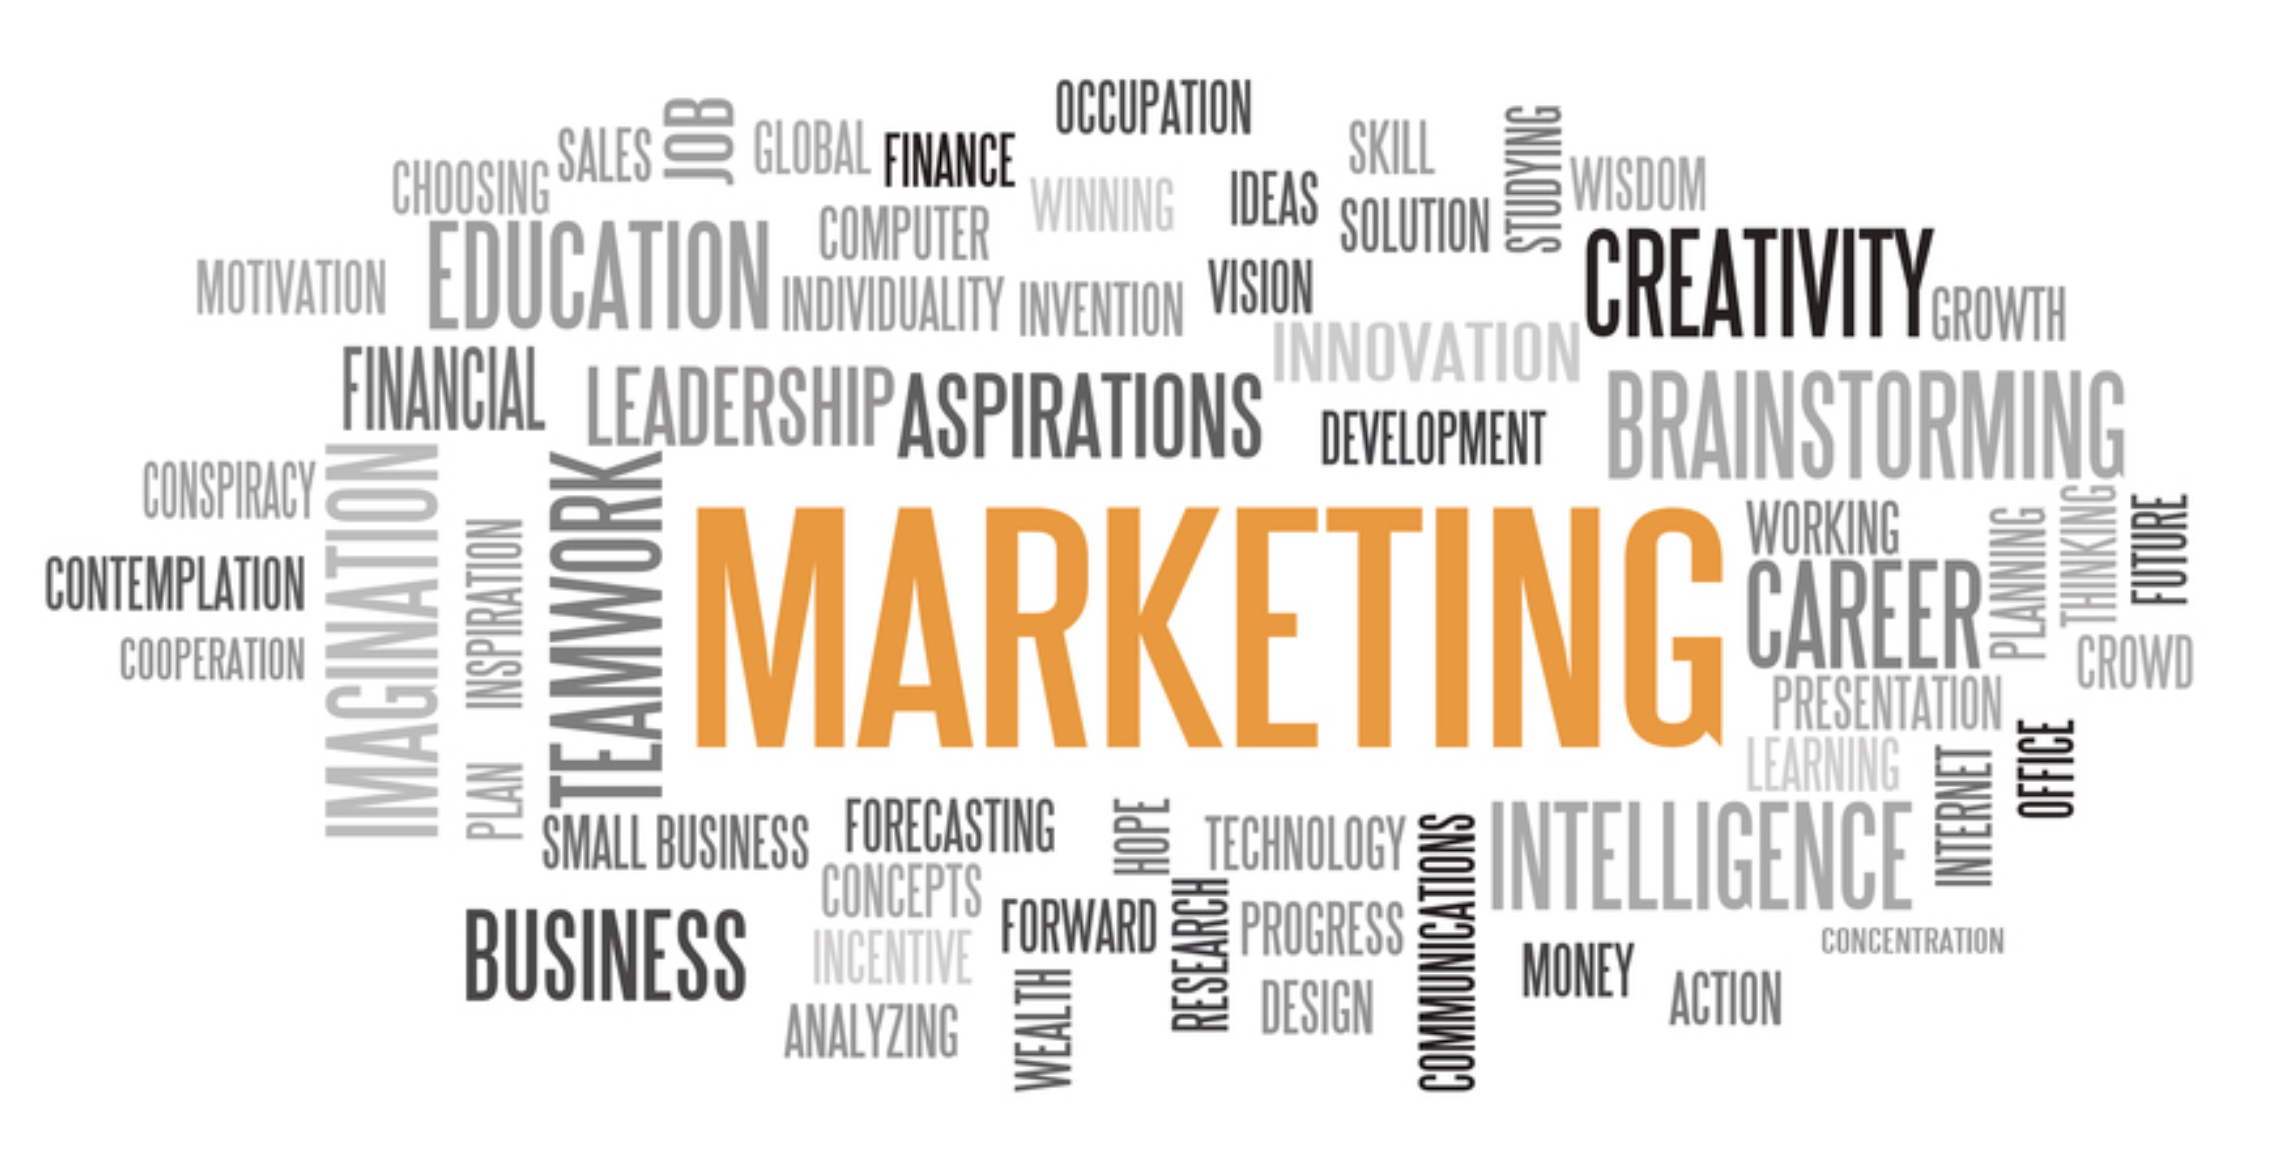 OCCUPATION
SALES
JOB
GLOBAL
FINANCE
SKILL
STUDYING
WISDOM
CHOOSING
WINNING
IDEAS
SOLUTION
COMPUTER
EDUCATION
MOTIVATION
INDIVIDUALITY
INVENTION
VISION
CREATIVITY
GROWTH
INNOVATION
FINANCIAL
LEADERSHIP
ASPIRATIONS
DEVELOPMENT
BRAINSTORMING
CONSPIRACY
IMAGINATION
INSPIRATION
TEAMWORK
MARKETING
WORKING
PLANNING
THINKING
FUTURE
CONTEMPLATION
CAREER
COOPERATION
CROWD
PRESENTATION
LEARNING
INTERNET
OFFICE
PLAN
SMALL BUSINESS
FORECASTING
HOPE
TECHNOLOGY
COMMUNICATIONS
INTELLIGENCE
CONCEPTS
FORWARD
RESEARCH
PROGRESS
BUSINESS
INCENTIVE
MONEY
CONCENTRATION
ANALYZING
WEALTH
DESIGN
ACTION